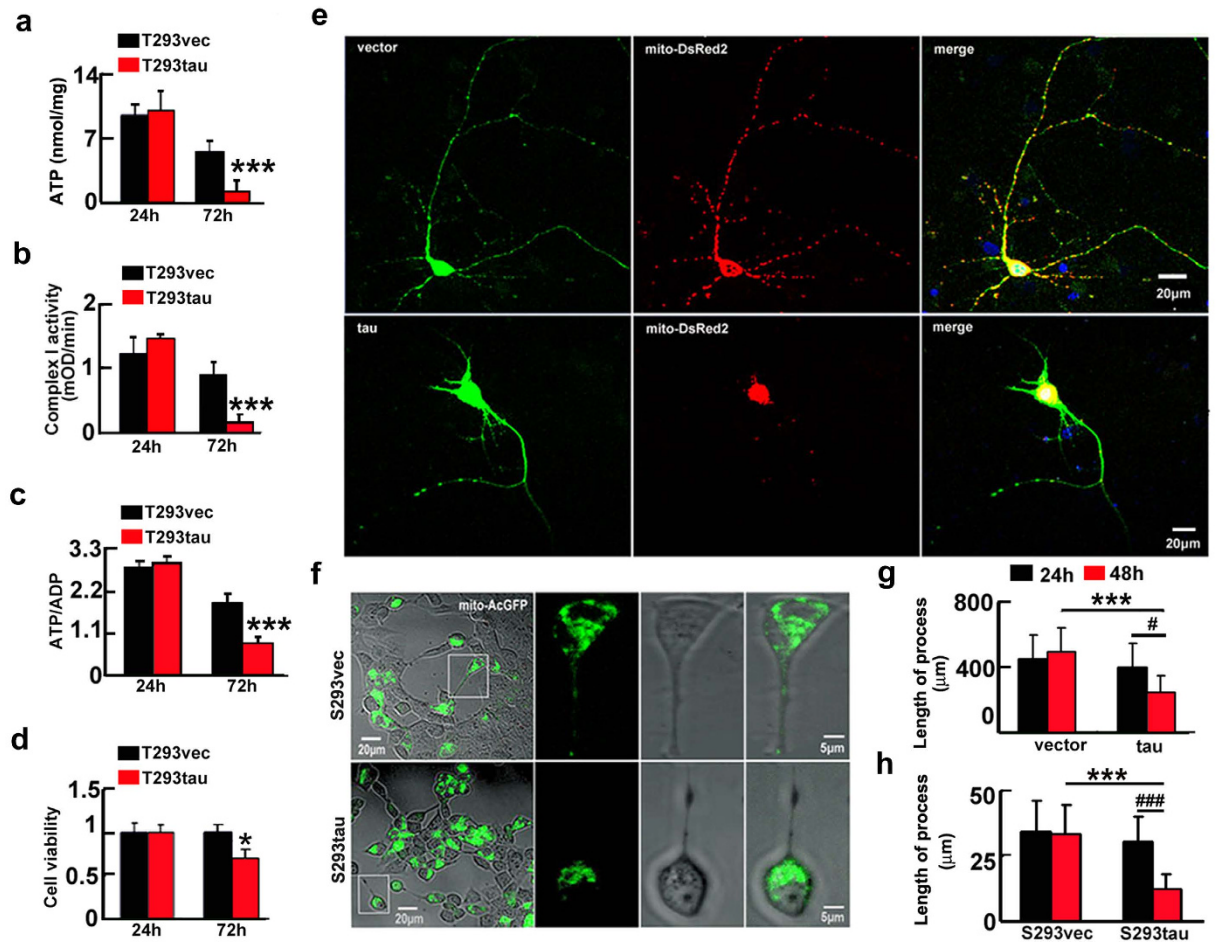 a
T293vec
T293tau
ATP (nmol/mg)
14
7
0
24h
72h
***
b
T293vec
T293tau
Complex I activity
(mOD/min)
2
1
0
24h
72h
***
c
T293vec
T293tau
ATP/ADP
3.3
2.2
1.1
0
24h
72h
***
d
T293vec
T293tau
Cell viability
1.5
1
0.5
0
24h
72h
*
e
vector
mito-DsRed2
merge
20μm
tau
mito-DsRed2
merge
20μm
f
S293vec
mito-AcGFP
20μm
5μm
S293tau
20μm
5μm
g
24h
48h
Length of process
(μm)
800
400
0
***
#
vector
tau
h
Length of process
(μm)
50
25
0
***
###
S293vec
S293tau